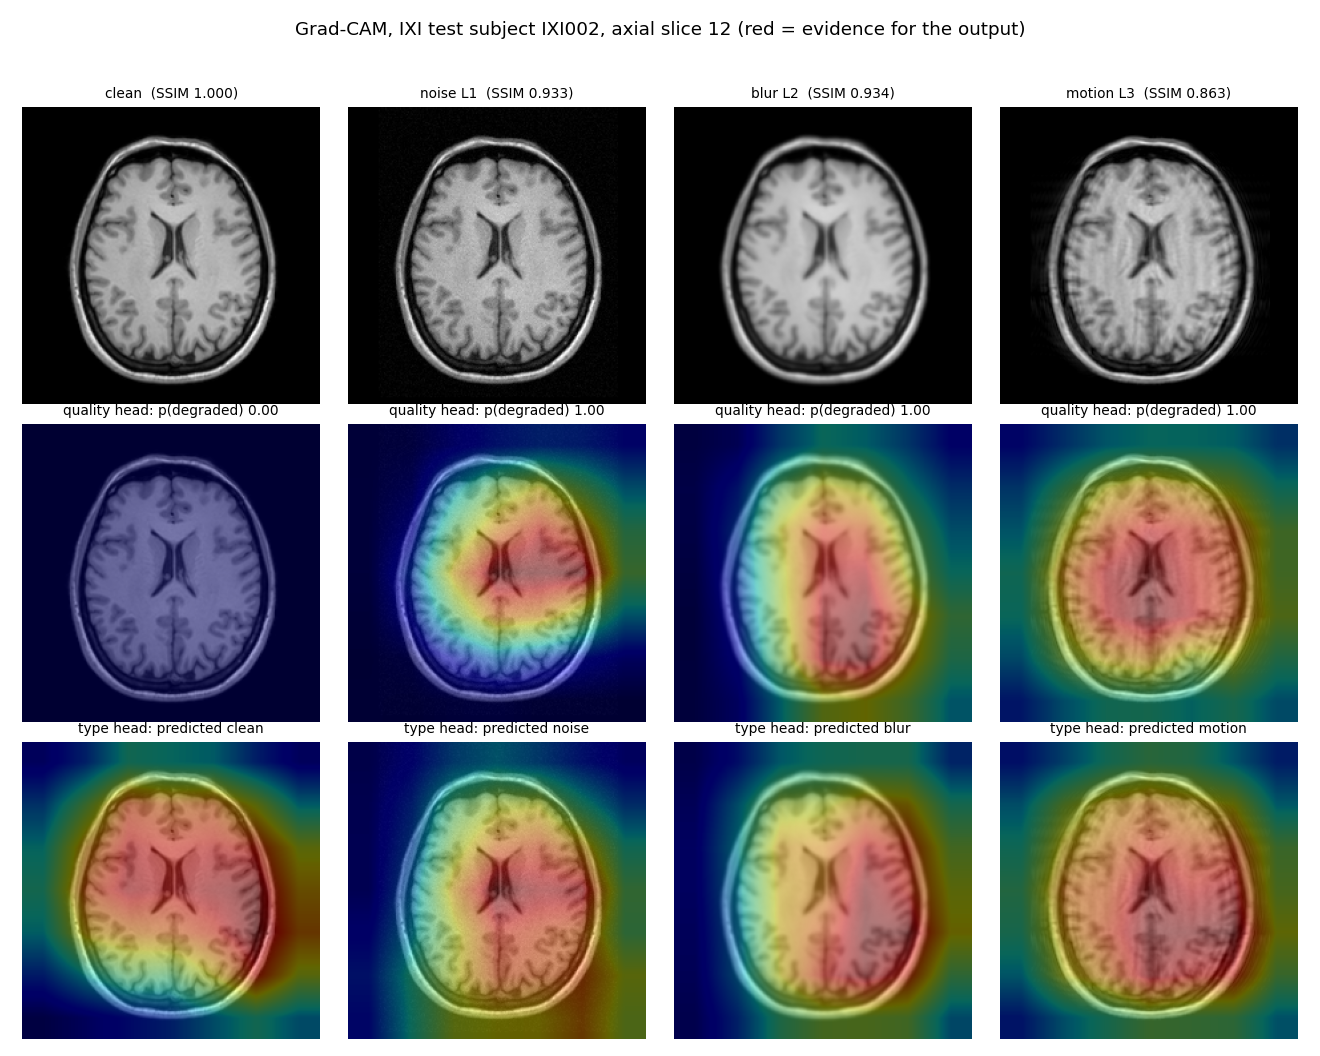 Grad-CAM, IXI test subject IXI002, axial slice 12 (red = evidence for the output)
clean  (SSIM 1.000)
noise L1  (SSIM 0.933)
blur L2  (SSIM 0.934)
motion L3  (SSIM 0.863)
quality head: p(degraded) 0.00
quality head: p(degraded) 1.00
quality head: p(degraded) 1.00
quality head: p(degraded) 1.00
type head: predicted clean
type head: predicted noise
type head: predicted blur
type head: predicted motion